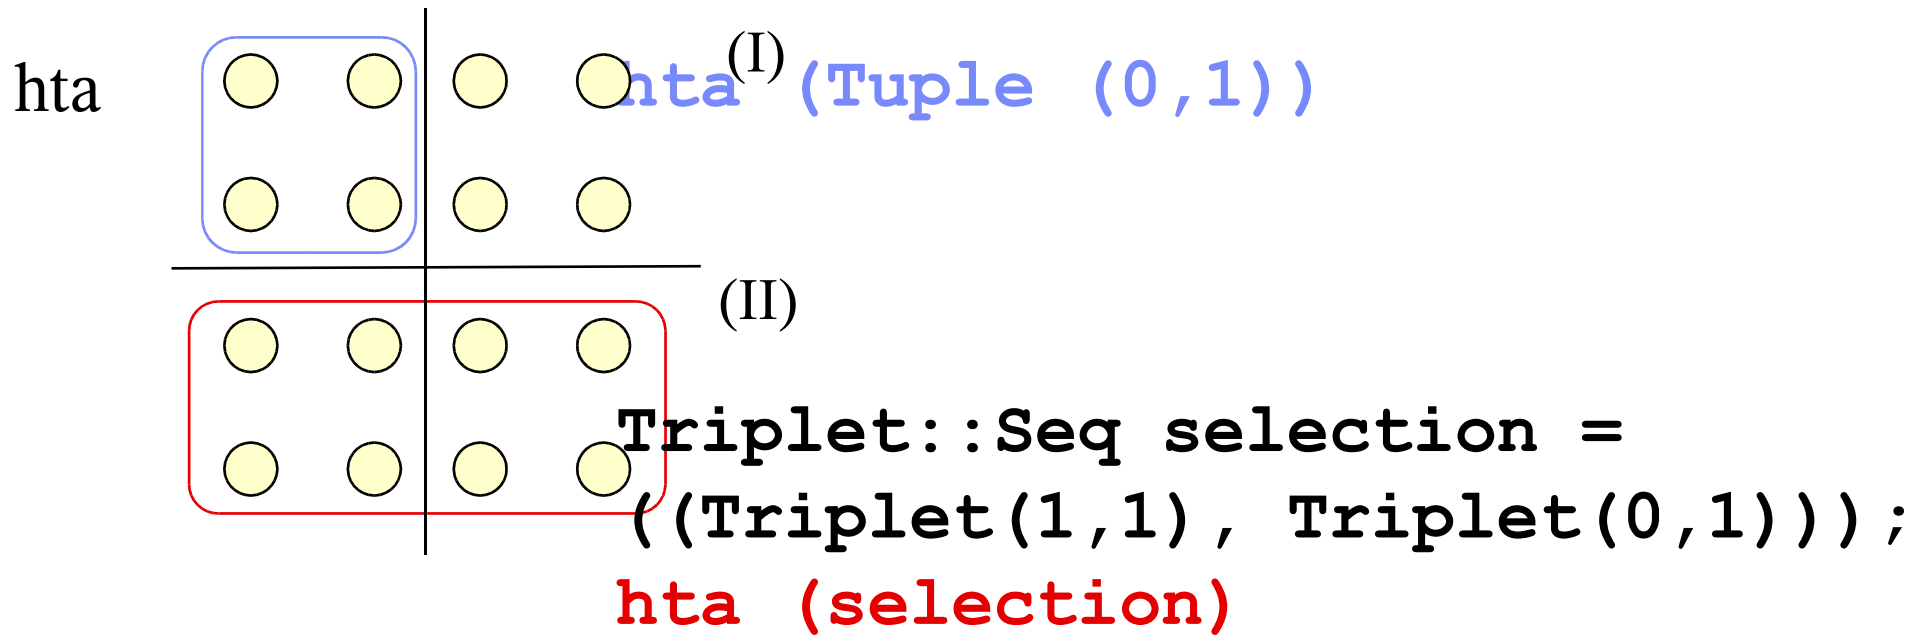 hta
(I)
hta (Tuple (0,1))
(II)
Triplet::Seq selection =
((Triplet(1,1), Triplet(0,1)));
hta (selection)